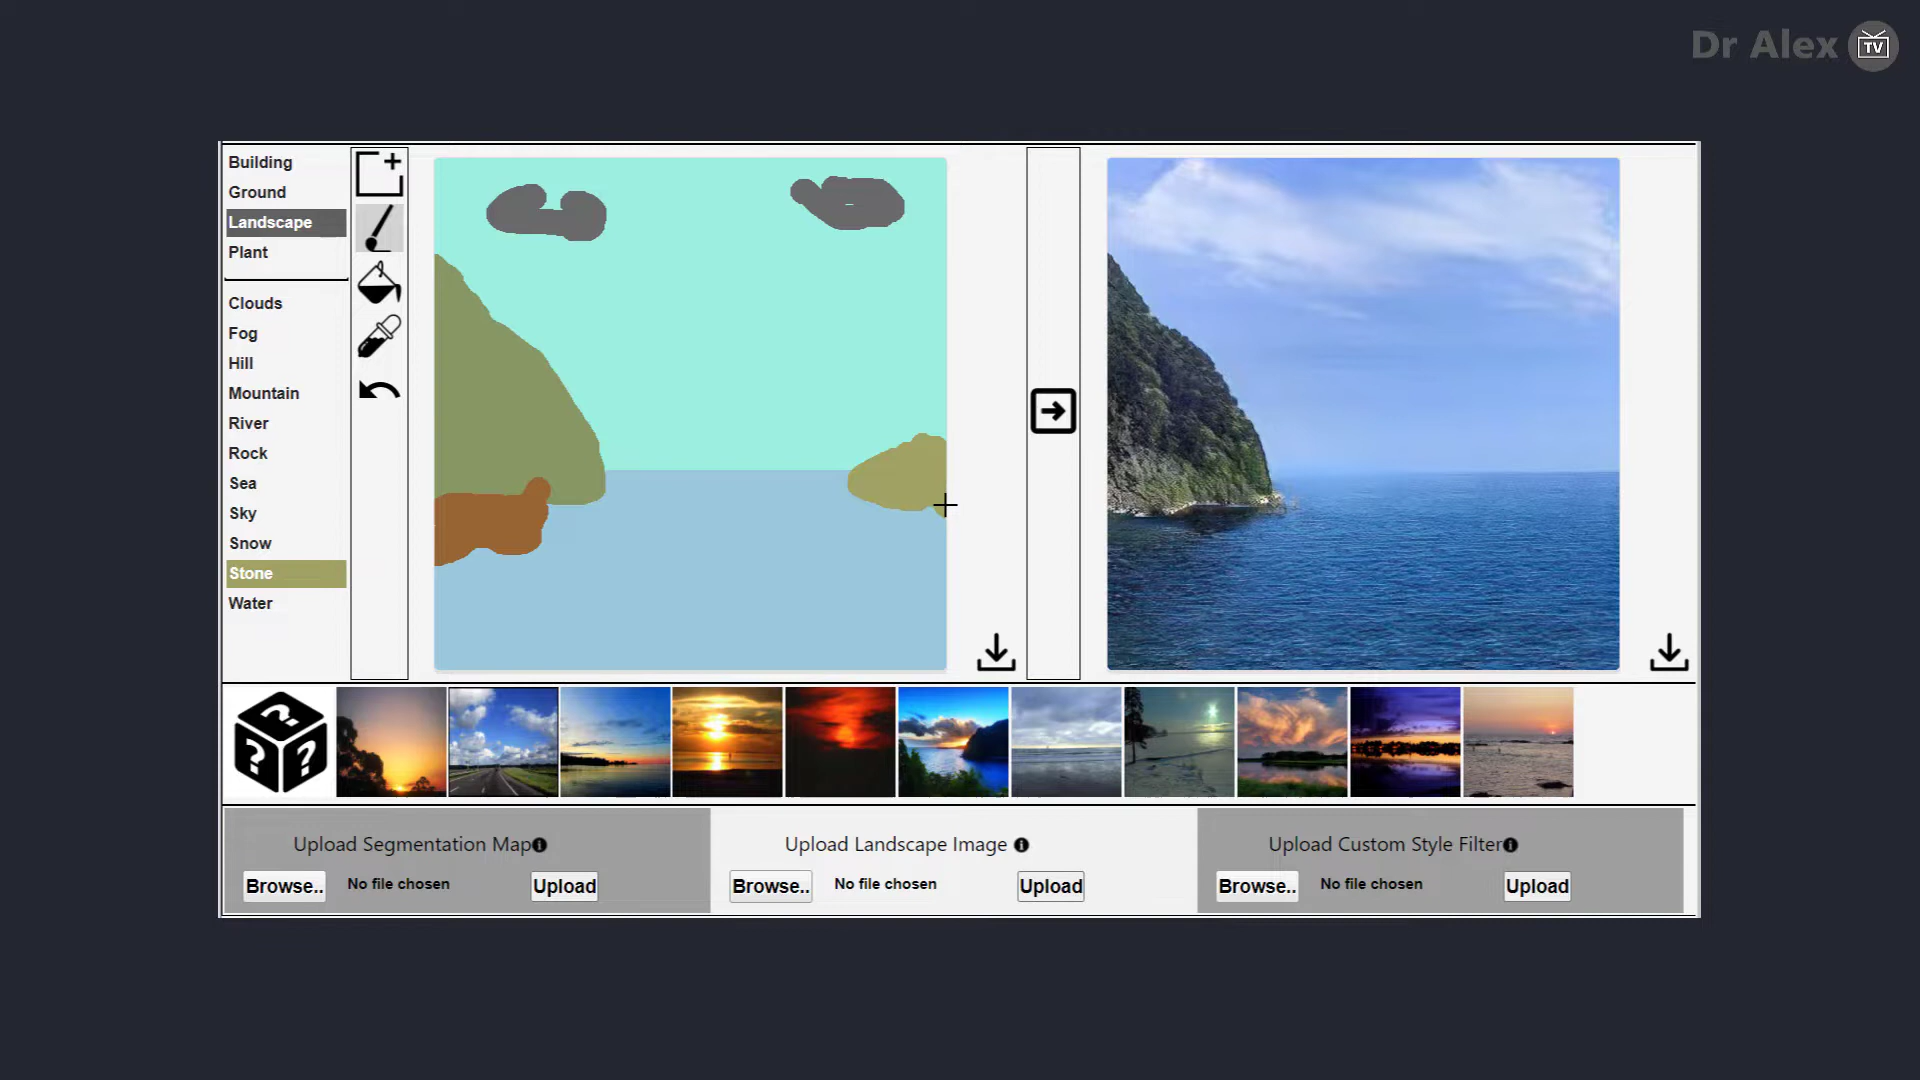 Dr Alex TV
Building
Ground
Landscape
Plant
Clouds
Fog
Hill
Mountain
River
Rock
Sea
Sky
Snow
Stone
Water
? ? ?
Upload Segmentation Map i
Browse.. No file chosen Upload
Upload Landscape Image i
Browse.. No file chosen Upload
Upload Custom Style Filter i
Browse.. No file chosen Upload